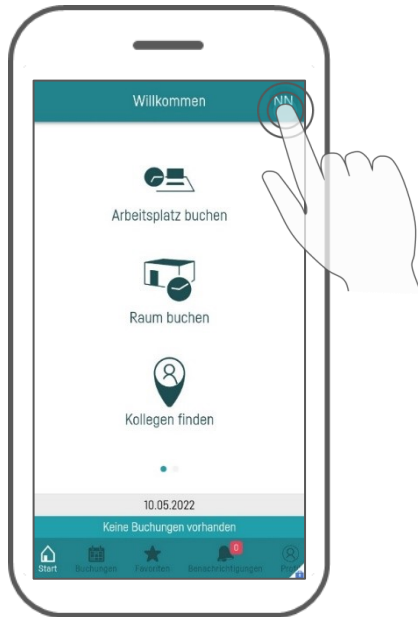 Willkommen NN
Arbeitsplatz buchen
Raum buchen
Kollegen finden
10.05.2022
Keine Buchungen vorhanden
0
Start Buchungen Favoriten Benachrichtigungen